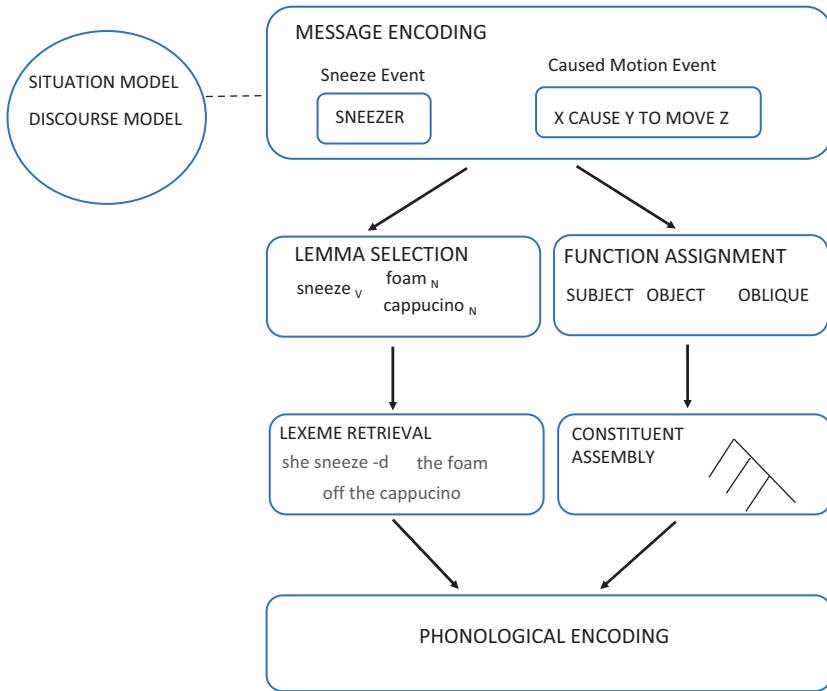 MESSAGE ENCODING
SITUATION MODEL
DISCOURSE MODEL
Sneeze Event
SNEEZER
Caused Motion Event
X CAUSE Y TO MOVE Z
LEMMA SELECTION
sneeze V
foam N
cappucino N
FUNCTION ASSIGNMENT
SUBJECT OBJECT OBLIQUE
LEXEME RETRIEVAL
she sneeze -d the foam
off the cappucino
CONSTITUENT
ASSEMBLY
PHONOLOGICAL ENCODING